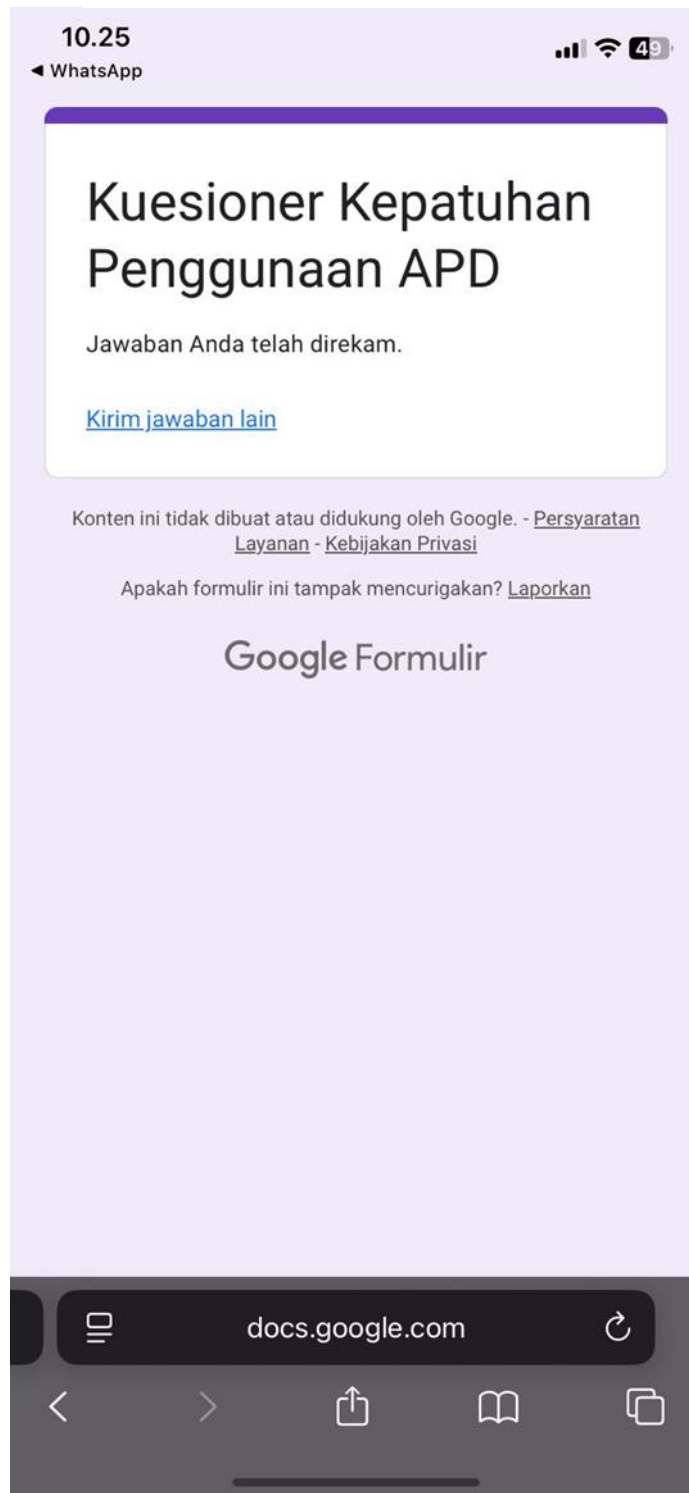 10.25
49
◀ WhatsApp
Kuesioner Kepatuhan
Penggunaan APD
Jawaban Anda telah direkam.
Kirim jawaban lain
Konten ini tidak dibuat atau didukung oleh Google. - Persyaratan
Layanan - Kebijakan Privasi
Apakah formulir ini tampak mencurigakan? Laporkan
Google Formulir
docs.google.com